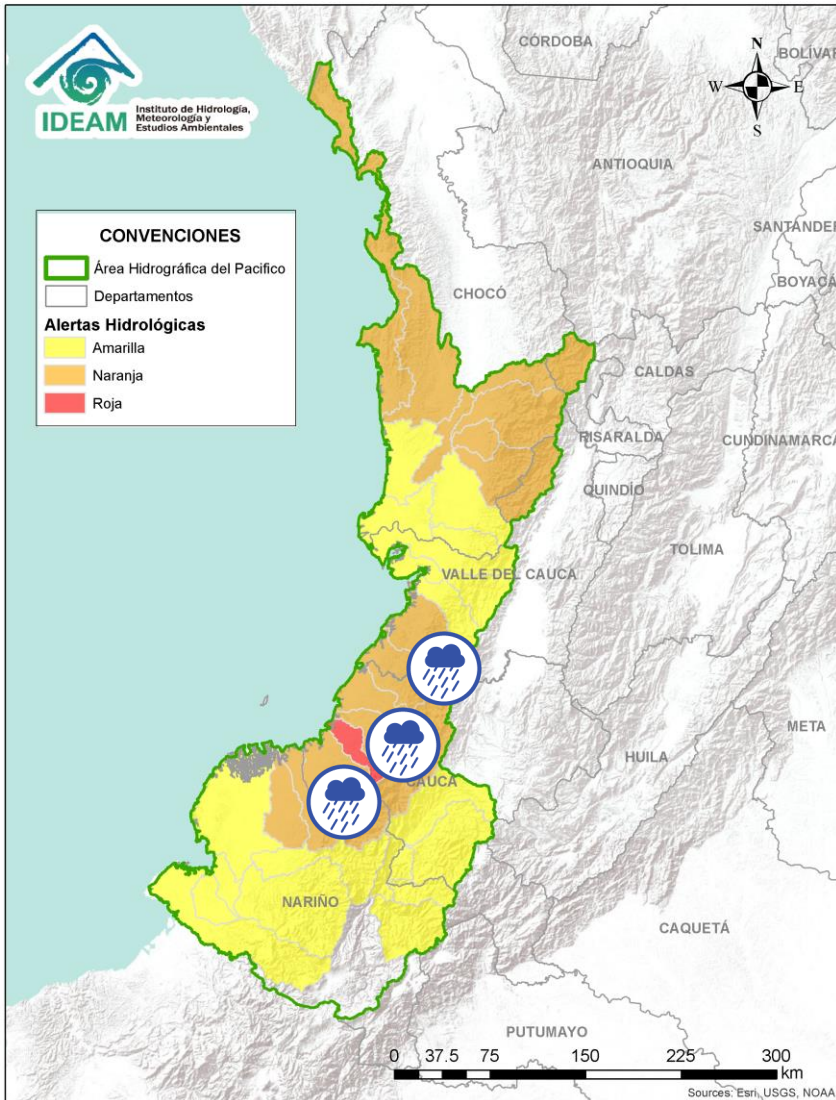 IDEAM
Instituto de Hidrología,
Meteorología y
Estudios Ambientales
CÓRDOBA
BOLÍVAR
N
W E
S
ANTIOQUIA
SANTANDER
BOYACÁ
CONVENCIONES
Área Hidrográfica del Pacifico
Departamentos
Alertas Hidrológicas
Amarilla
Naranja
Roja
CHOCÓ
CALDAS
RISARALDA
CUNDINAMARCA
QUINDÍO
TOLIMA
VALLE DEL CAUCA
META
HUILA
CAUCA
NARIÑO
CAQUETÁ
PUTUMAYO
0 37.5 75 150 225 300
km
Sources: Esri, USGS, NOAA